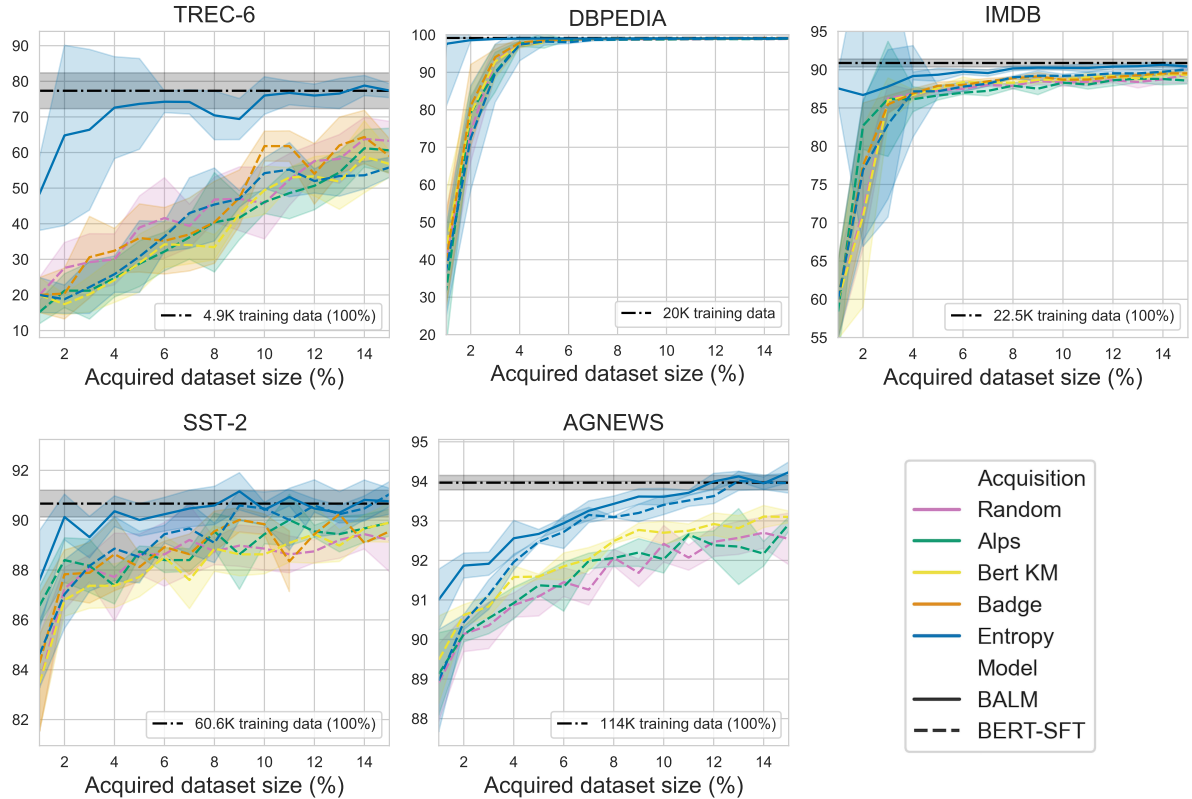 TREC-6
90
80
70
60
50
40
30
20
10
4.9K training data (100%)
2 4 6 8 10 12 14
Acquired dataset size (%)
DBPEDIA
100
90
80
70
60
50
40
30
20
20K training data
2 4 6 8 10 12 14
Acquired dataset size (%)
IMDB
95
90
85
80
75
70
65
60
55
22.5K training data (100%)
2 4 6 8 10 12 14
Acquired dataset size (%)
SST-2
92
90
88
86
84
82
60.6K training data (100%)
2 4 6 8 10 12 14
Acquired dataset size (%)
AGNEWS
95
94
93
92
91
90
89
88
114K training data (100%)
2 4 6 8 10 12 14
Acquired dataset size (%)
Acquisition
Random
Alps
Bert KM
Badge
Entropy
Model
BALM
BERT-SFT